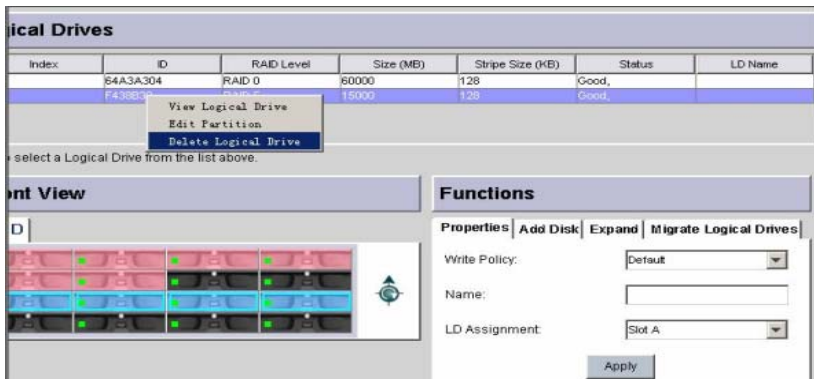 ical Drives
Index ID RAID Level Size (MB) Stripe Size (KB) Status LD Name
64A3A304 RAID 0 60000 128 Good,
15000 128 Good,
View Logical Drive
Edit Partition
Delete Logical Drive
select a Logical Drive from the list above.
nt View
Functions
D
Properties Add Disk Expand Migrate Logical Drives
Write Policy: Default
Name:
LD Assignment: Slot A
Apply